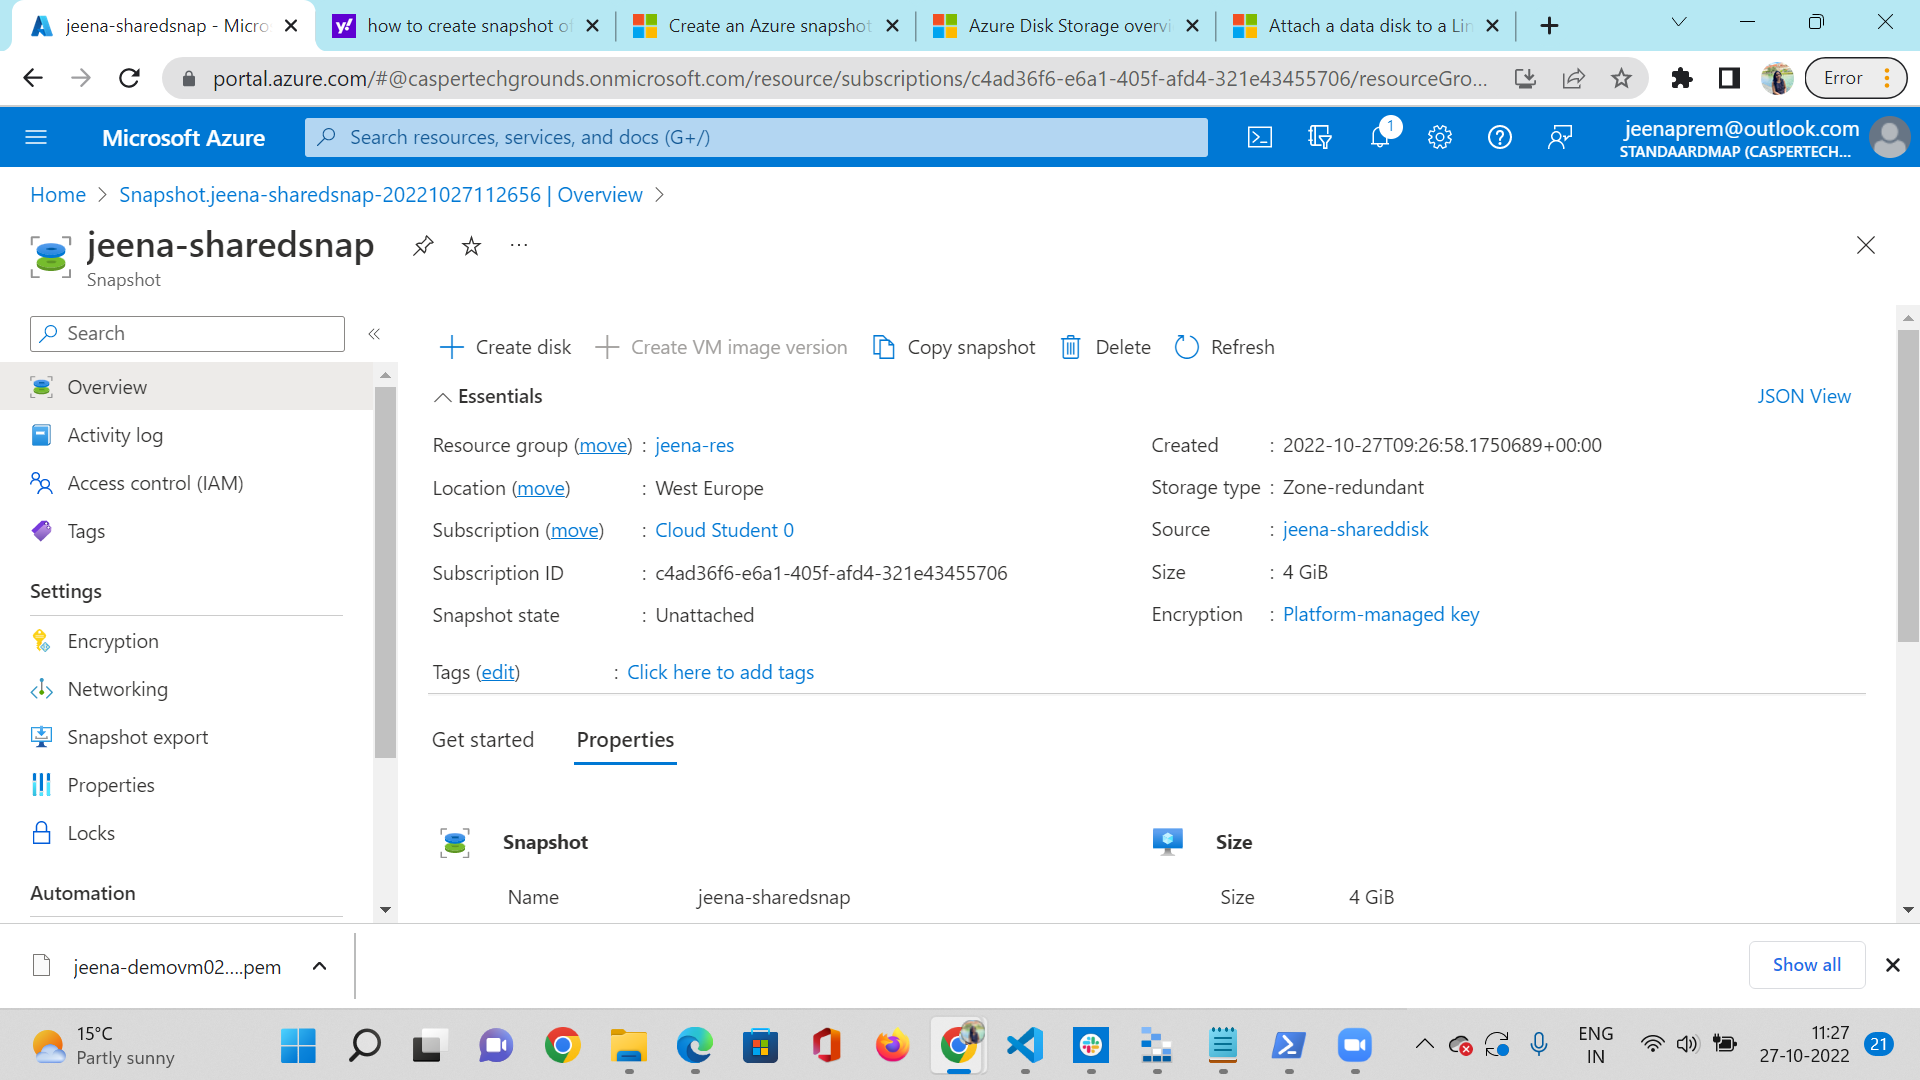 jeena-sharedsnap - Micro
how to create snapshot of
Create an Azure snapshot
Azure Disk Storage overvi
Attach a data disk to a Lin
portal.azure.com/#@caspertechgrounds.onmicrosoft.com/resource/subscriptions/c4ad36f6-e6a1-405f-afd4-321e43455706/resourceGro...
Error
Microsoft Azure
Search resources, services, and docs (G+/)
1
jeenaprem@outlook.com
STANDAARDMAP (CASPERTECH...
Home > Snapshot.jeena-sharedsnap-20221027112656 | Overview >
jeena-sharedsnap
Snapshot
Search
Overview
Activity log
Access control (IAM)
Tags
Settings
Encryption
Networking
Snapshot export
Properties
Locks
Automation
Create disk
Create VM image version
Copy snapshot
Delete
Refresh
Essentials
JSON View
Resource group (move) : jeena-res
Location (move) : West Europe
Subscription (move) : Cloud Student 0
Subscription ID : c4ad36f6-e6a1-405f-afd4-321e43455706
Snapshot state : Unattached
Created : 2022-10-27T09:26:58.1750689+00:00
Storage type : Zone-redundant
Source : jeena-shareddisk
Size : 4 GiB
Encryption : Platform-managed key
Tags (edit) : Click here to add tags
Get started
Properties
Snapshot
Name jeena-sharedsnap
Size
Size 4 GiB
jeena-demovm02....pem
Show all
15°C
Partly sunny
ENG
IN
11:27
27-10-2022
21